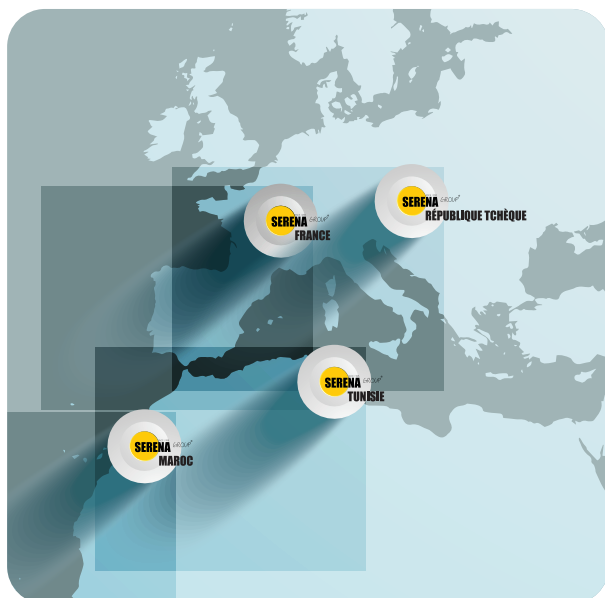 SERENA GROUP
FRANCE
SERENA GROUP
RÉPUBLIQUE TCHÈQUE
SERENA GROUP
TUNISIE
SERENA GROUP
MAROC